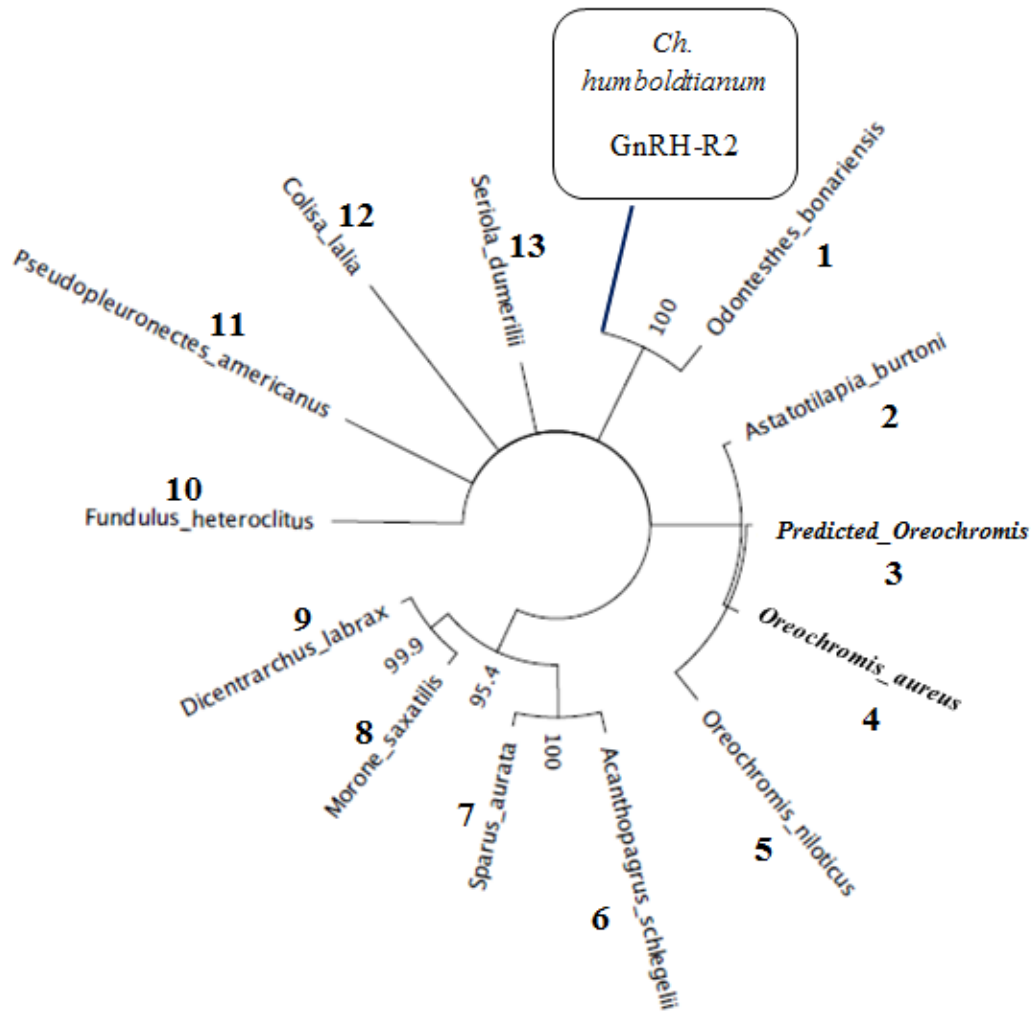 Ch.
humboldtianum
GnRH-R2
Odontesthes_bonariensis
1
100
Astatotilapia_burtoni
2
Predicted_Oreochromis
3
Oreochromis_aureus
4
Oreochromis_niloticus
5
Acanthopagrus_schlegelii
6
100
Sparus_aurata
7
95.4
Morone_saxatilis
8
99.9
Dicentrarchus_labrax
9
Fundulus_heteroclitus
10
Pseudopleuronectes_americanus
11
Colisa_lalia
12
Seriola_dumerilii
13